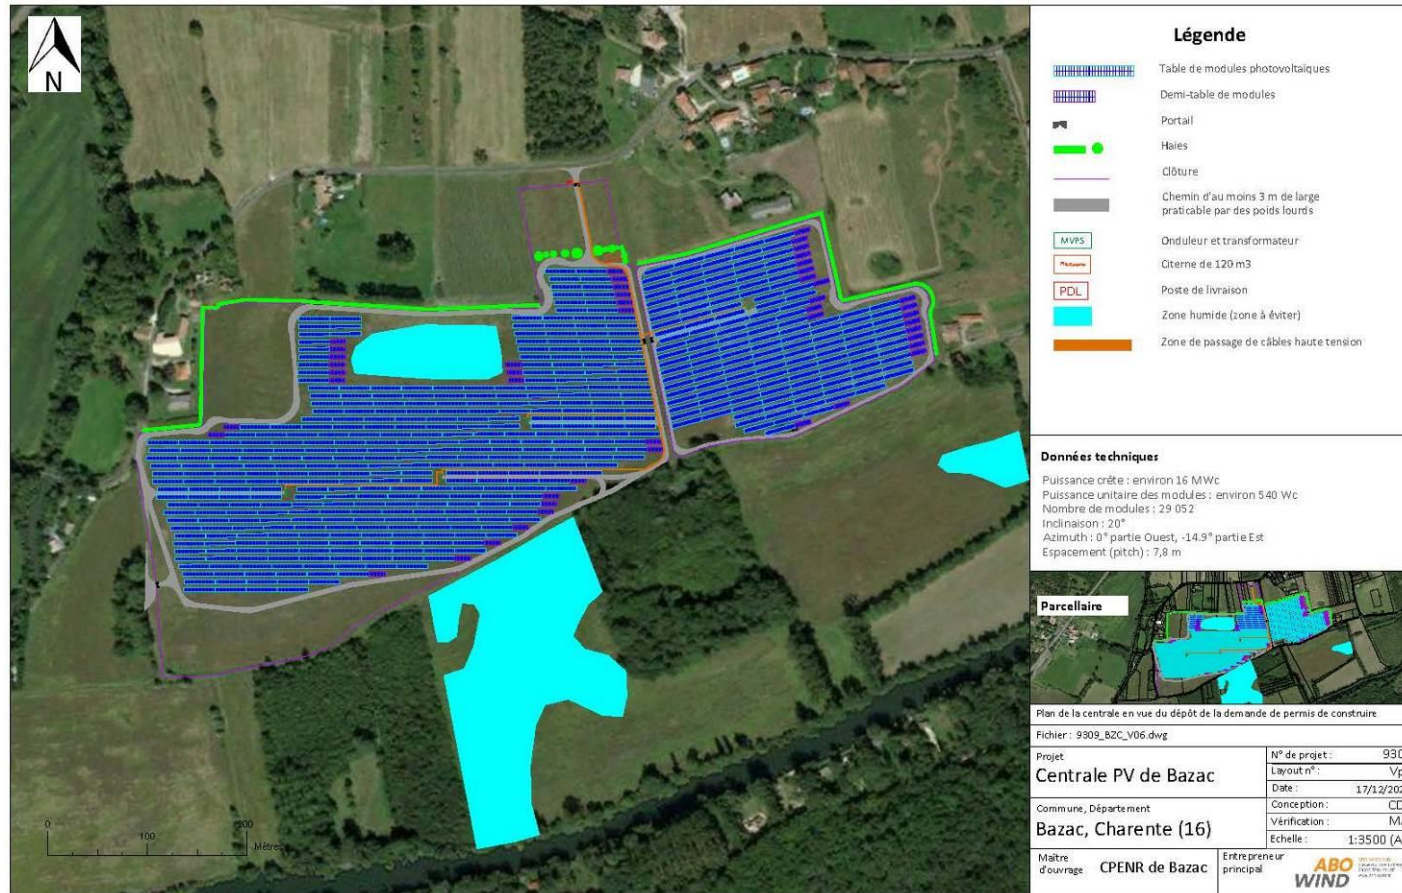 N
0
100
200
Mètres
Légende
Table de modules photovoltaïques
Demi-table de modules
Portail
Haies
Clôture
Chemin d'au moins 3 m de large
praticable par des poids lourds
MVPS
Onduleur et transformateur
Citerne de 120 m3
PDL
Poste de livraison
Zone humide (zone à éviter)
Zone de passage de câbles haute tension
Données techniques
Puissance crête : environ 16 MWc
Puissance unitaire des modules : environ 540 Wc
Nombre de modules : 29 052
Inclinaison : 20°
Azimuth : 0° partie Ouest, -14.9° partie Est
Espacement (pitch) : 7,8 m
Parcellaire
Plan de la centrale en vue du dépôt de la demande de permis de construire
Fichier : 9309_BZC_V06.dwg
Projet
Centrale PV de Bazac
N° de projet :
Layout n° :
Date : 17/12/202
Commune, Département
Bazac, Charente (16)
Conception :
Vérification :
Echelle : 1:3500 (A
Maître
d'ouvrage
CPENR de Bazac
Entrepreneur
principal
ABO
WIND